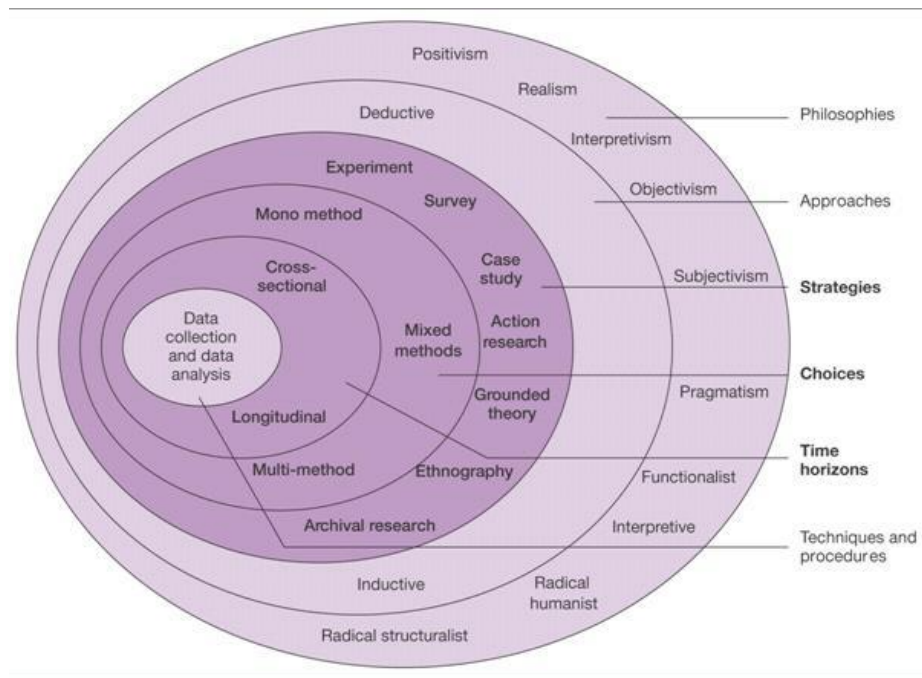 Positivism
Realism
Philosophies
Deductive
Interpretivism
Experiment
Objectivism
Approaches
Survey
Mono method
Case
study
Cross-
sectional
Subjectivism
Strategies
Data
collection
and data
analysis
Mixed
methods
Action
research
Choices
Grounded
theory
Pragmatism
Longitudinal
Time
horizons
Multi-method
Ethnography
Functionalist
Archival research
Interpretive
Techniques and
procedures
Inductive
Radical
humanist
Radical structuralist